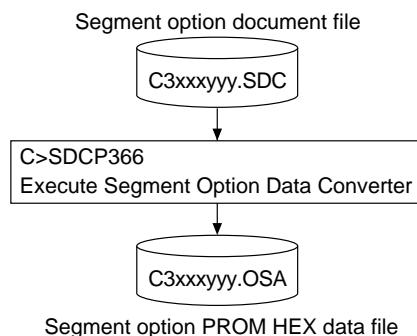 Segment option document file
C3xxxyyy.SDC
C>SDCP366
Execute Segment Option Data Converter
C3xxxyyy.OSA
Segment option PROM HEX data file